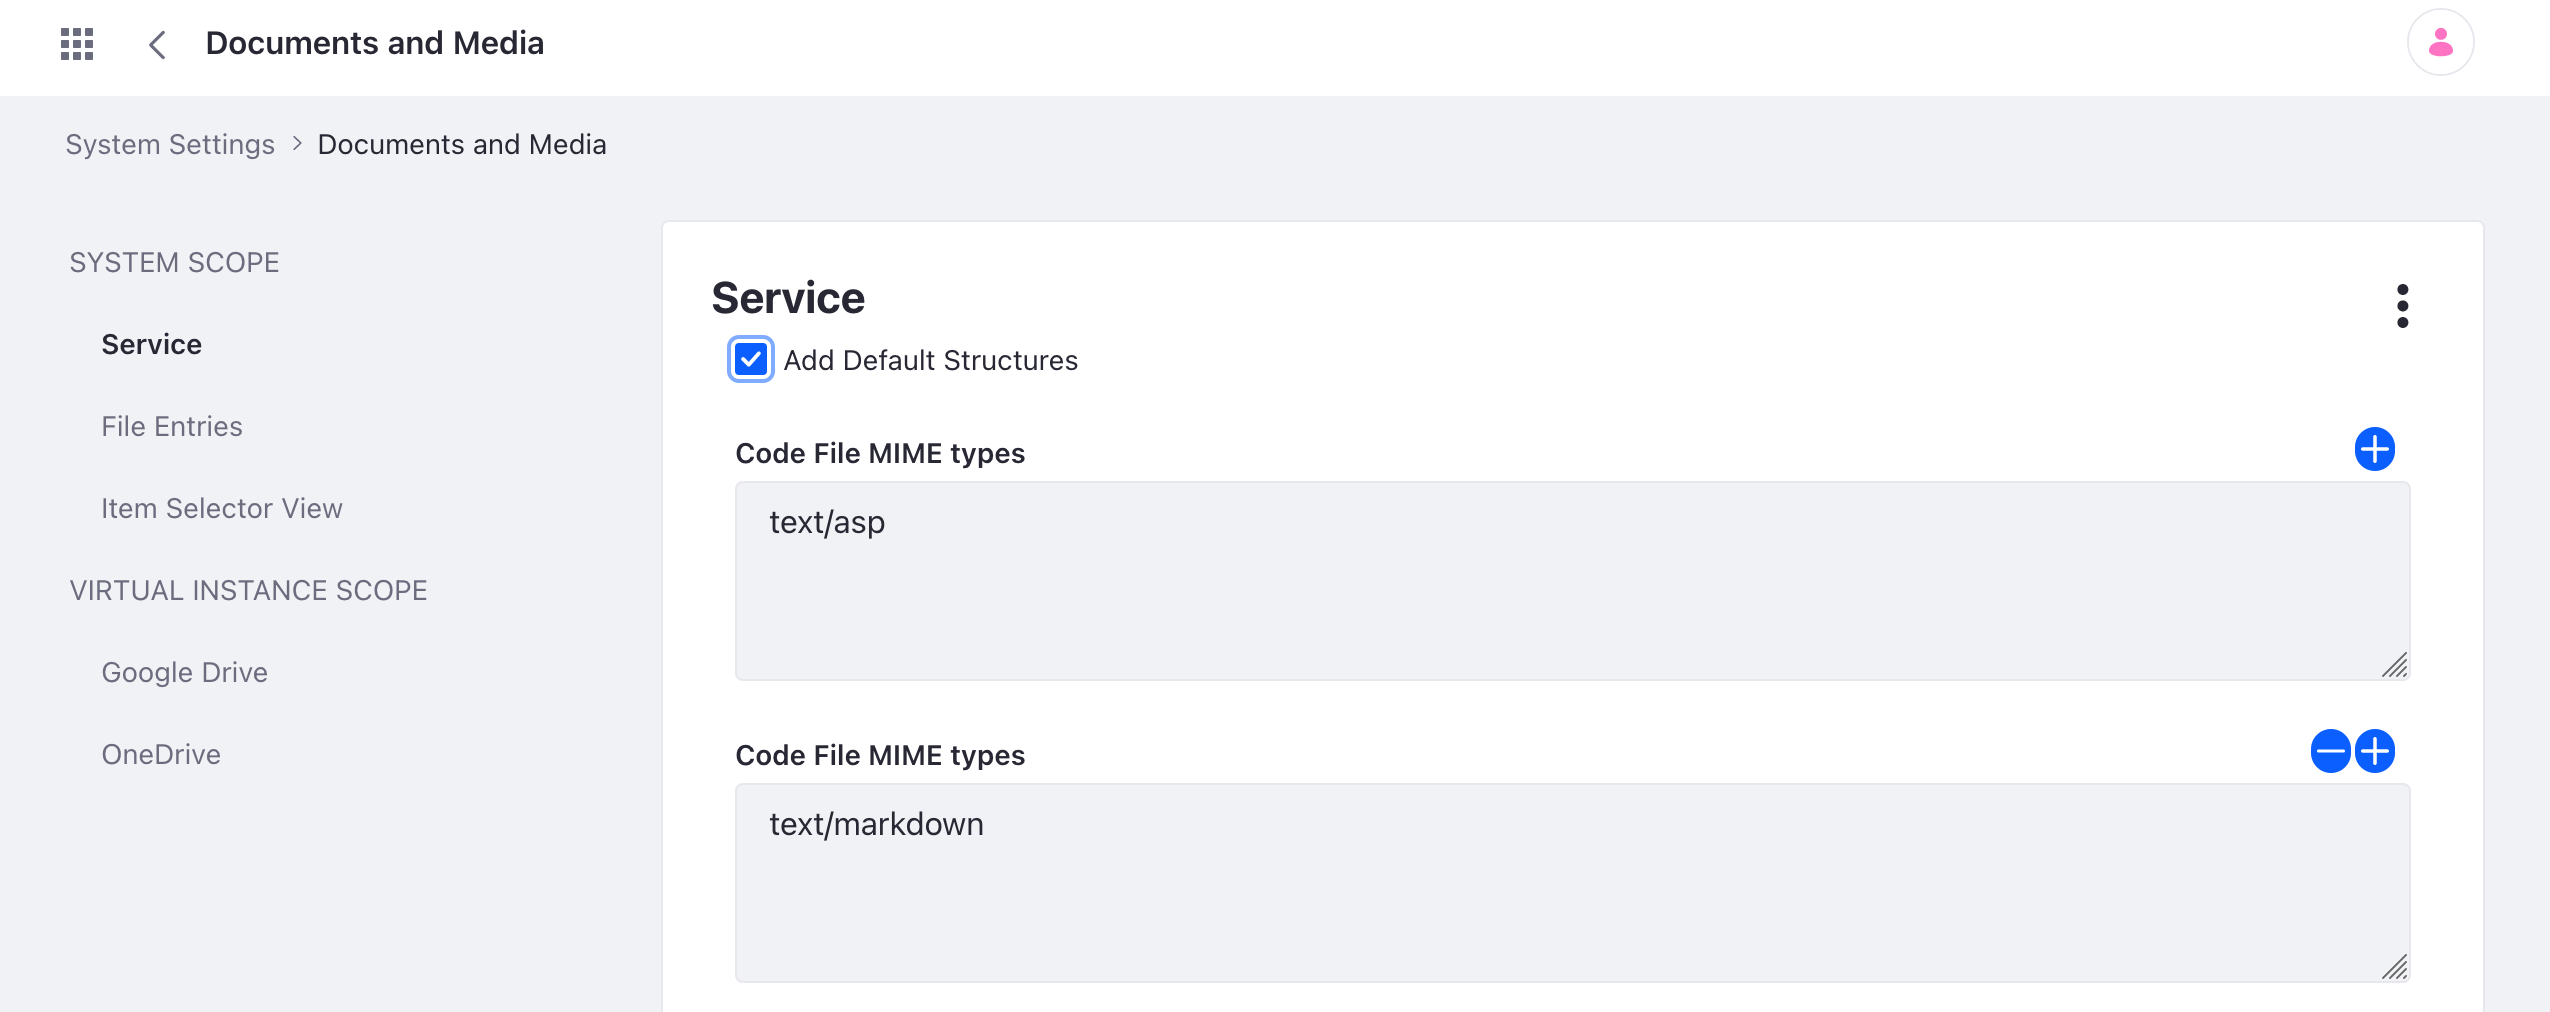 Documents and Media
System Settings > Documents and Media
SYSTEM SCOPE
Service
File Entries
Item Selector View
VIRTUAL INSTANCE SCOPE
Google Drive
OneDrive
Service
Add Default Structures
Code File MIME types
text/asp
Code File MIME types
text/markdown